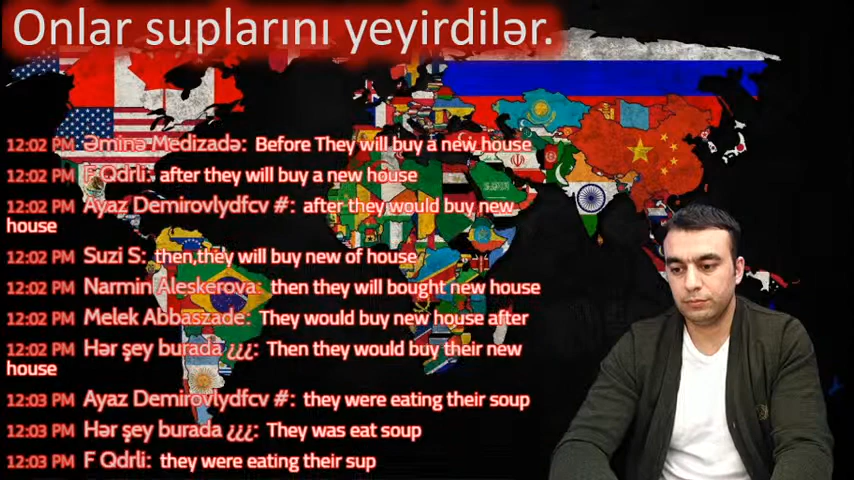 Onlar suplarını yeyirdilər.
12:02 PM Əminə Medizadə: Before They will buy a new house
12:02 PM F Qdrli: after they will buy a new house
12:02 PM Ayaz Demirovlydfcv #: after they would buy new
house
12:02 PM Suzi S: then,they will buy new of house
12:02 PM Narmin Aleskerova: then they will bought new house
12:02 PM Melek Abbaszade: They would buy new house after
12:02 PM Hər şey burada ¿¿¿: Then they would buy their new
house
12:03 PM Ayaz Demirovlydfcv #: they were eating their soup
12:03 PM Hər şey burada ¿¿¿: They was eat soup
12:03 PM F Qdrli: they were eating their sup